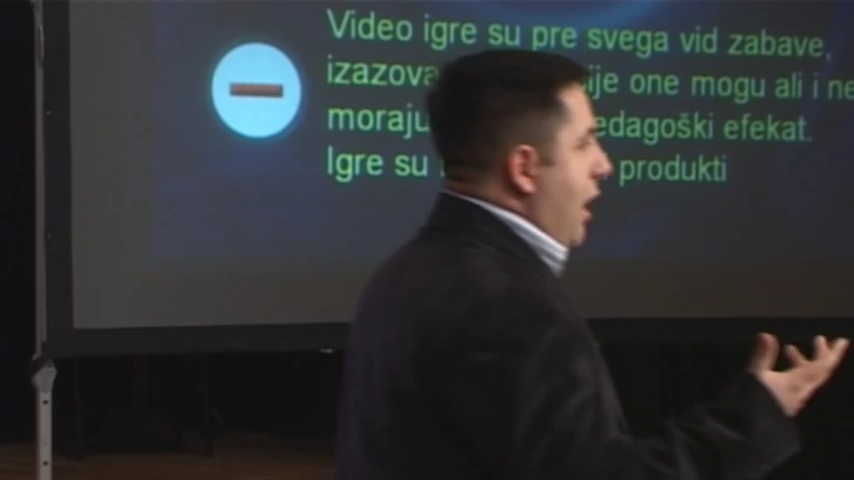 Video igre su pre svega vid zabave,
izazova ije one mogu ali i ne
moraju edagoški efekat.
Igre su produkti